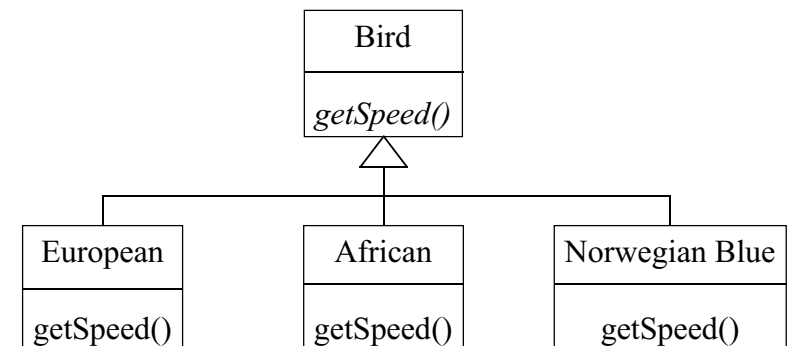 Bird
getSpeed()
European
African
Norwegian Blue
getSpeed()
getSpeed()
getSpeed()